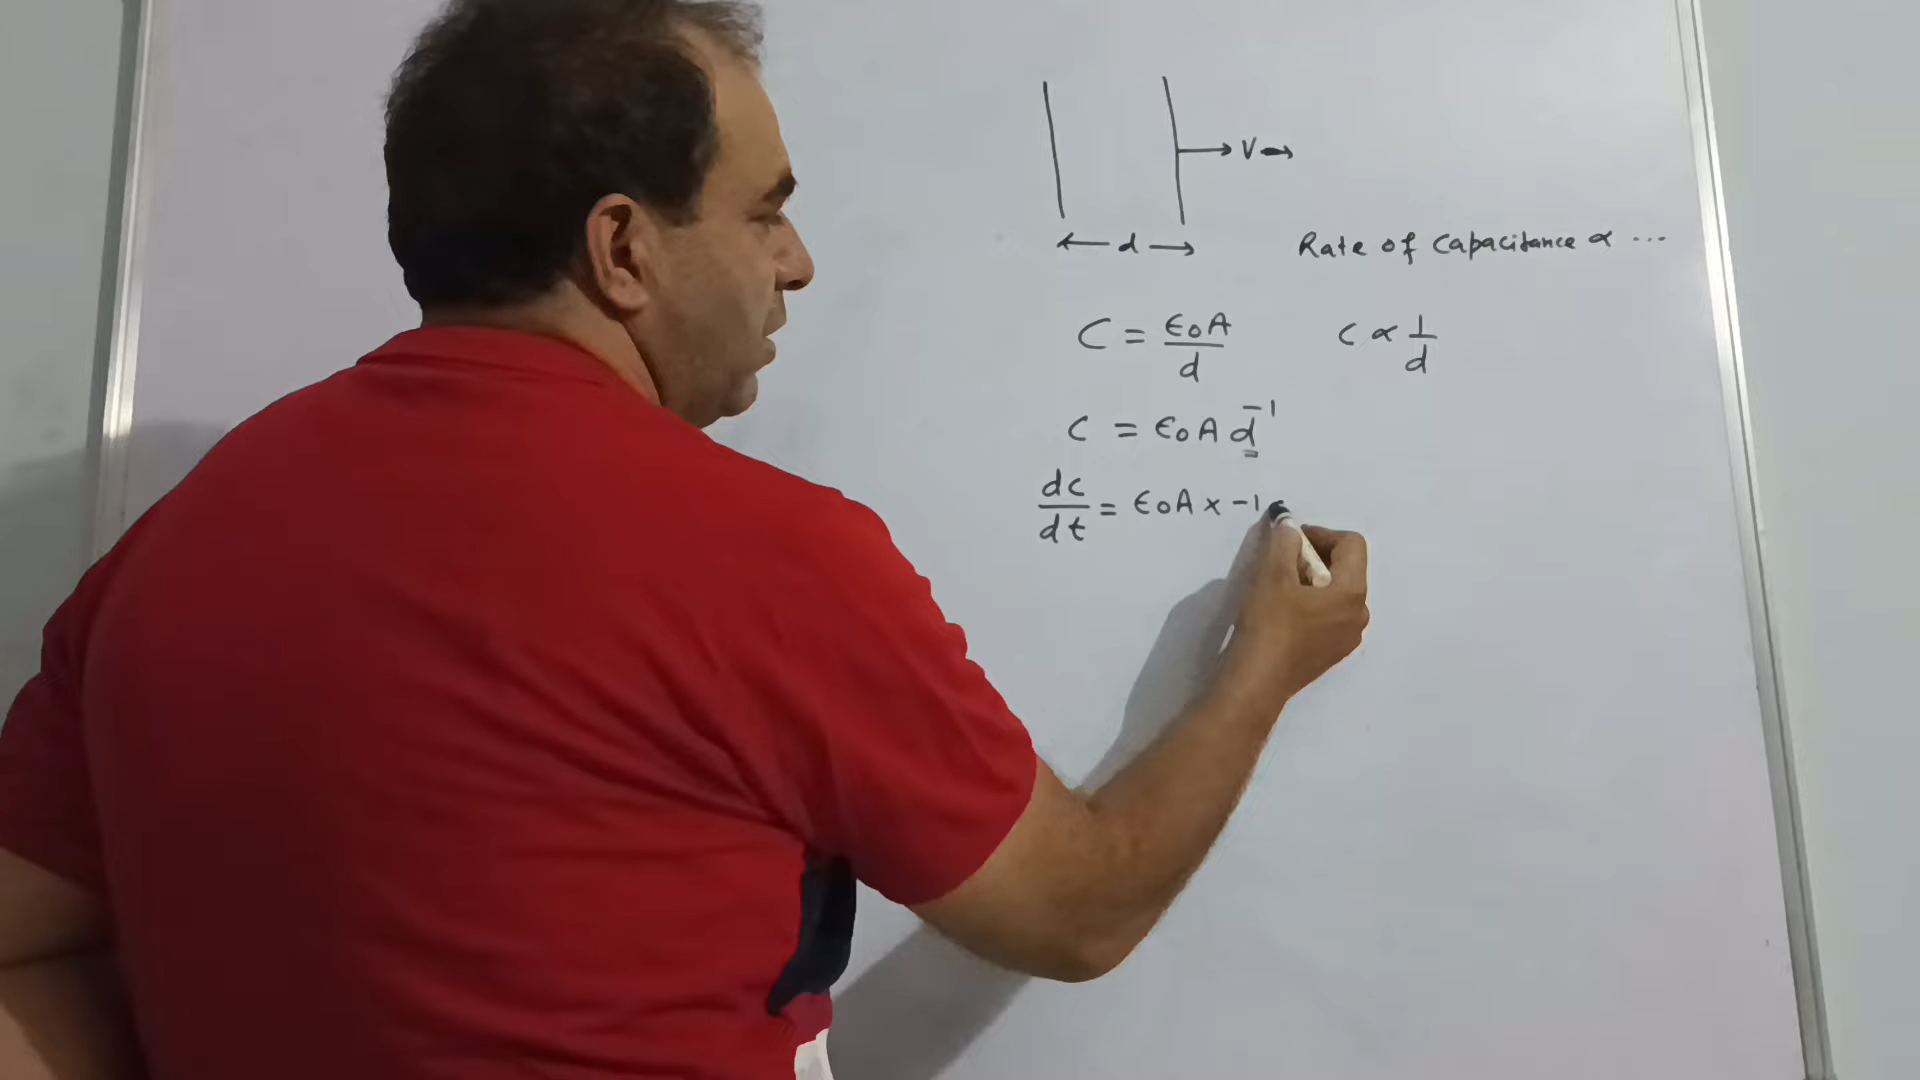 V→
← d →
Rate of Capacitance ∝ ...
C = ϵ₀A/d
C ∝ 1/d
C = ϵ₀A d⁻¹
dc/dt = ϵ₀A × -1